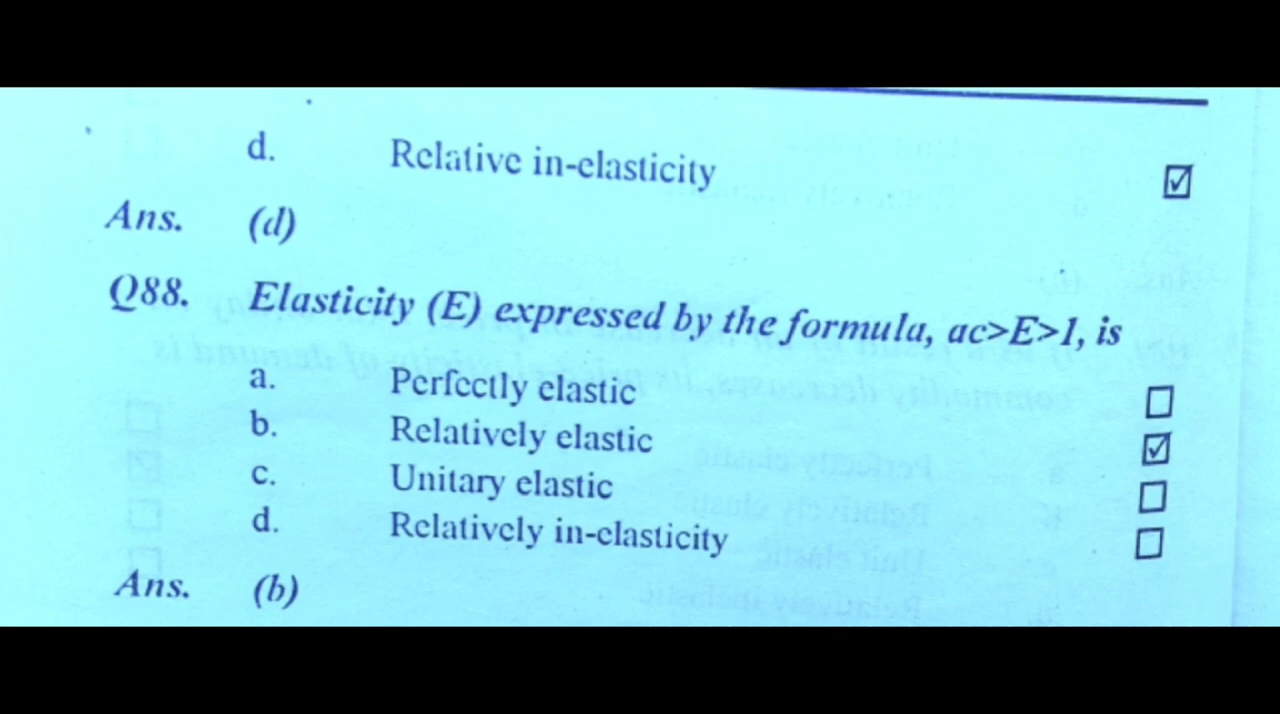 d. Relative in-elasticity ☑
Ans. (d)
Q88. Elasticity (E) expressed by the formula, ac>E>1, is
a. Perfectly elastic ☐
b. Relatively elastic ☑
c. Unitary elastic ☐
d. Relatively in-elasticity ☐
Ans. (b)